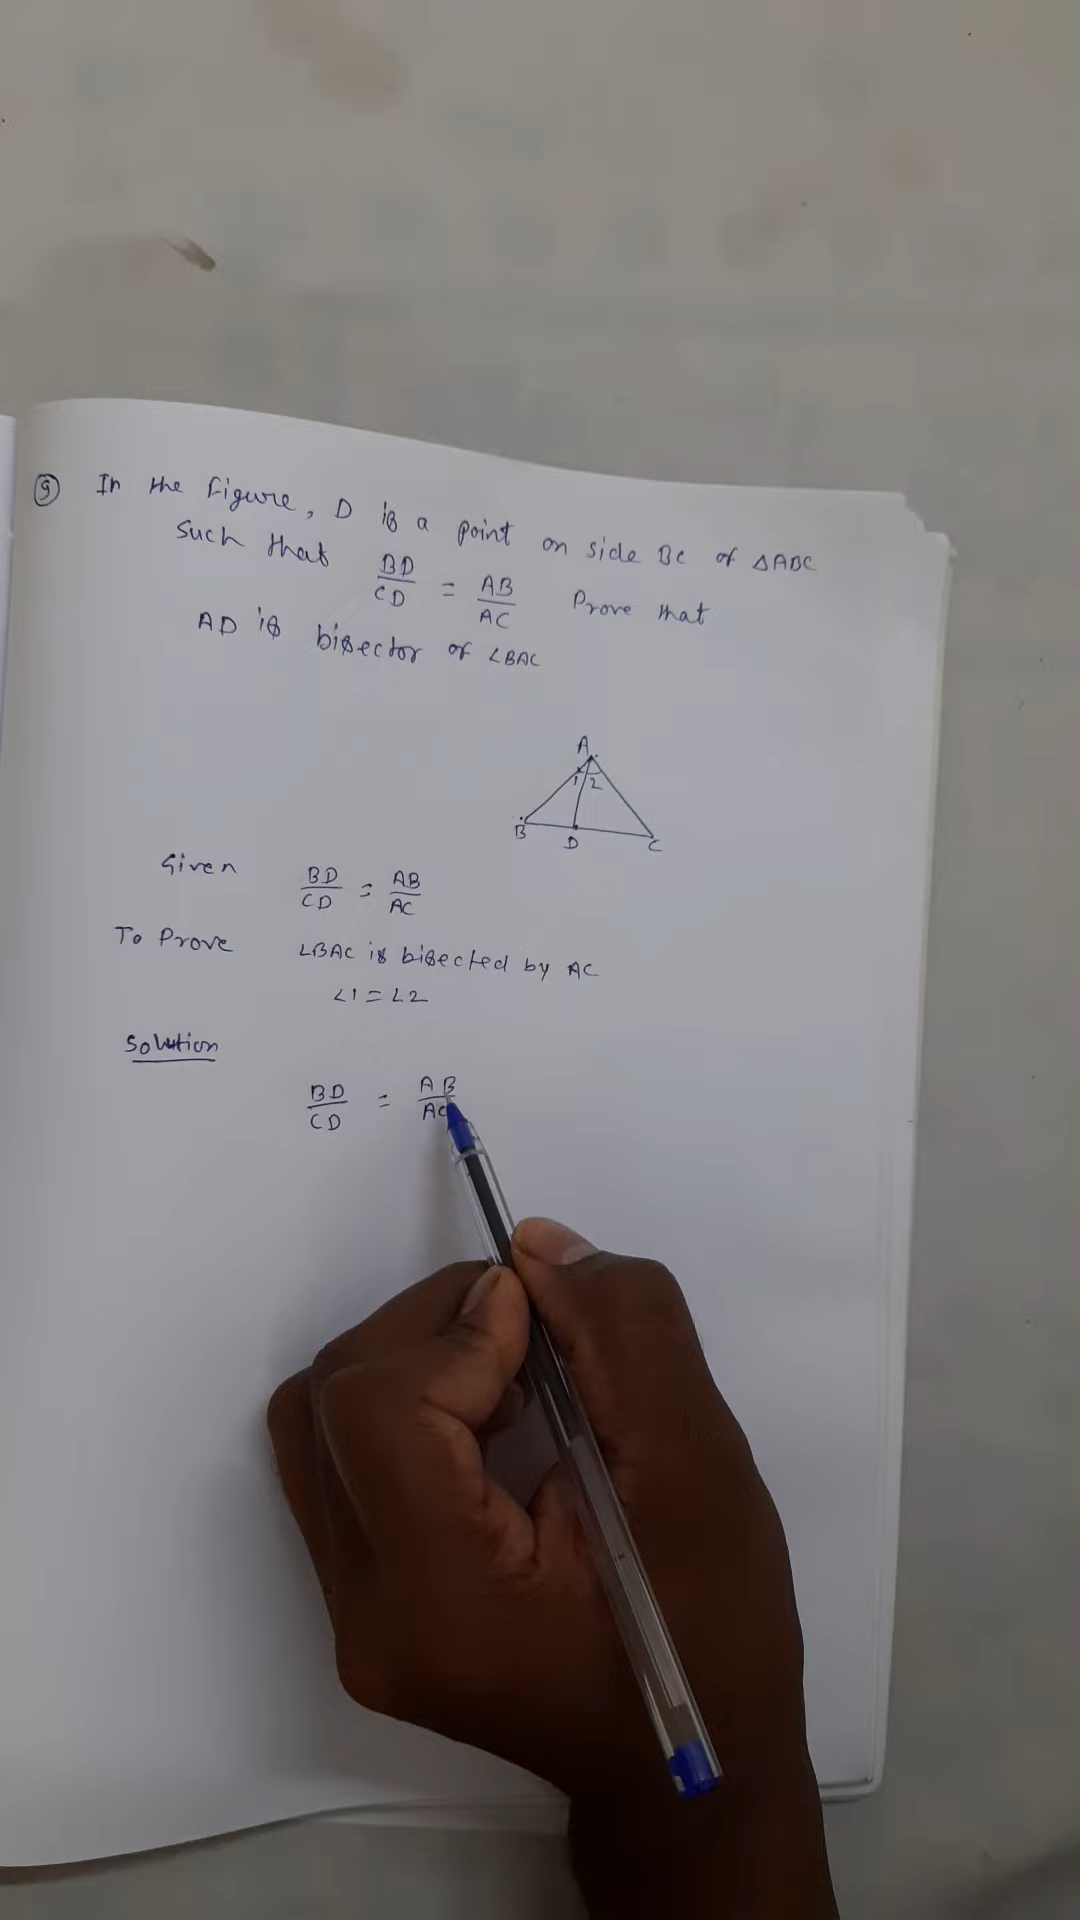 9 In the figure, D is a point on side BC of △ABC
such that BD/CD = AB/AC Prove that
AD is bisector of ∠BAC
A
1 2
B D C
Given BD/CD = AB/AC
To Prove ∠BAC is bisected by AC
∠1 = ∠2
Solution
BD/CD = AB/AC